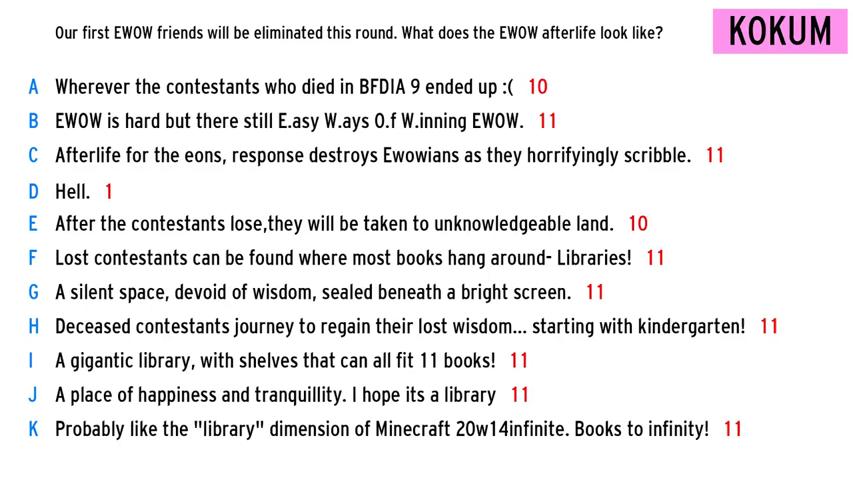 Our first EWOW friends will be eliminated this round. What does the EWOW afterlife look like?
KOKUM
A Wherever the contestants who died in BFDIA 9 ended up :( 10
B EWOW is hard but there still E.asy W.ays O.f W.inning EWOW. 11
C Afterlife for the eons, response destroys Ewowians as they horrifyingly scribble. 11
D Hell. 1
E After the contestants lose,they will be taken to unknowledgeable land. 10
F Lost contestants can be found where most books hang around- Libraries! 11
G A silent space, devoid of wisdom, sealed beneath a bright screen. 11
H Deceased contestants journey to regain their lost wisdom... starting with kindergarten! 11
I A gigantic library, with shelves that can all fit 11 books! 11
J A place of happiness and tranquillity. I hope its a library 11
K Probably like the "library" dimension of Minecraft 20w14infinite. Books to infinity! 11